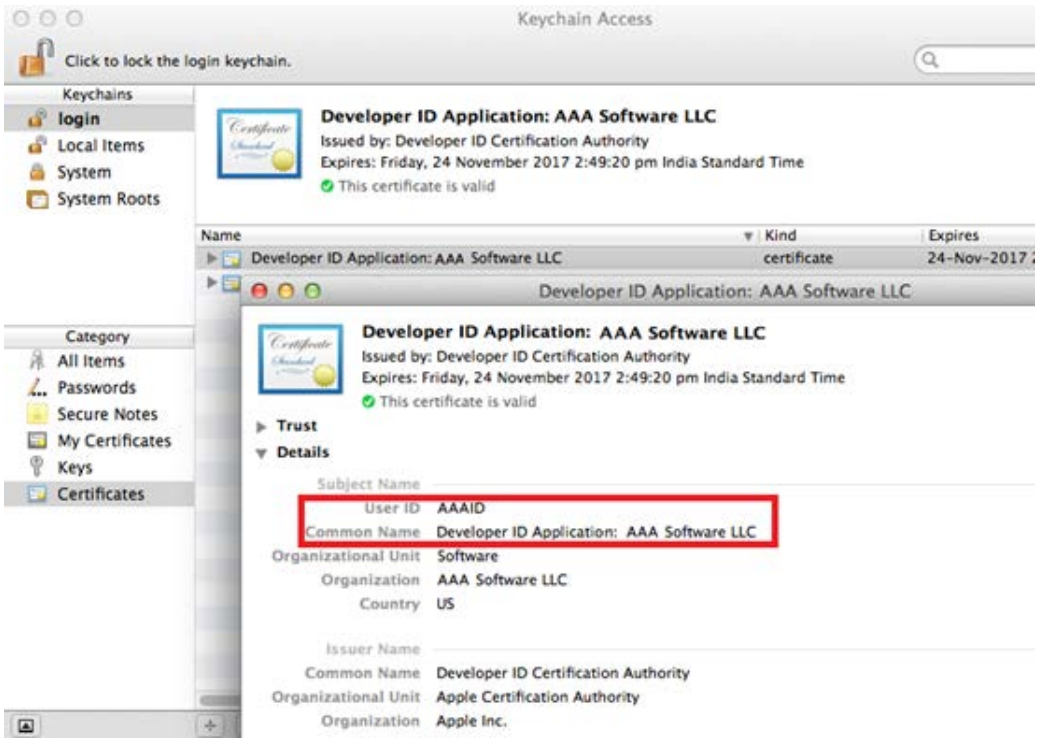 Keychain Access
Click to lock the login keychain.
Keychains
login
Local Items
System
System Roots
Certificate
Standard
Developer ID Application: AAA Software LLC
Issued by: Developer ID Certification Authority
Expires: Friday, 24 November 2017 2:49:20 pm India Standard Time
This certificate is valid
Name Kind Expires
Developer ID Application: AAA Software LLC certificate 24-Nov-2017 2
Developer ID Application: AAA Software LLC
Certificate
Standard
Developer ID Application: AAA Software LLC
Issued by: Developer ID Certification Authority
Expires: Friday, 24 November 2017 2:49:20 pm India Standard Time
This certificate is valid
Trust
Details
Subject Name
User ID AAAID
Common Name Developer ID Application: AAA Software LLC
Organizational Unit Software
Organization AAA Software LLC
Country US
Issuer Name
Common Name Developer ID Certification Authority
Organizational Unit Apple Certification Authority
Organization Apple Inc.
Category
All Items
Passwords
Secure Notes
My Certificates
Keys
Certificates